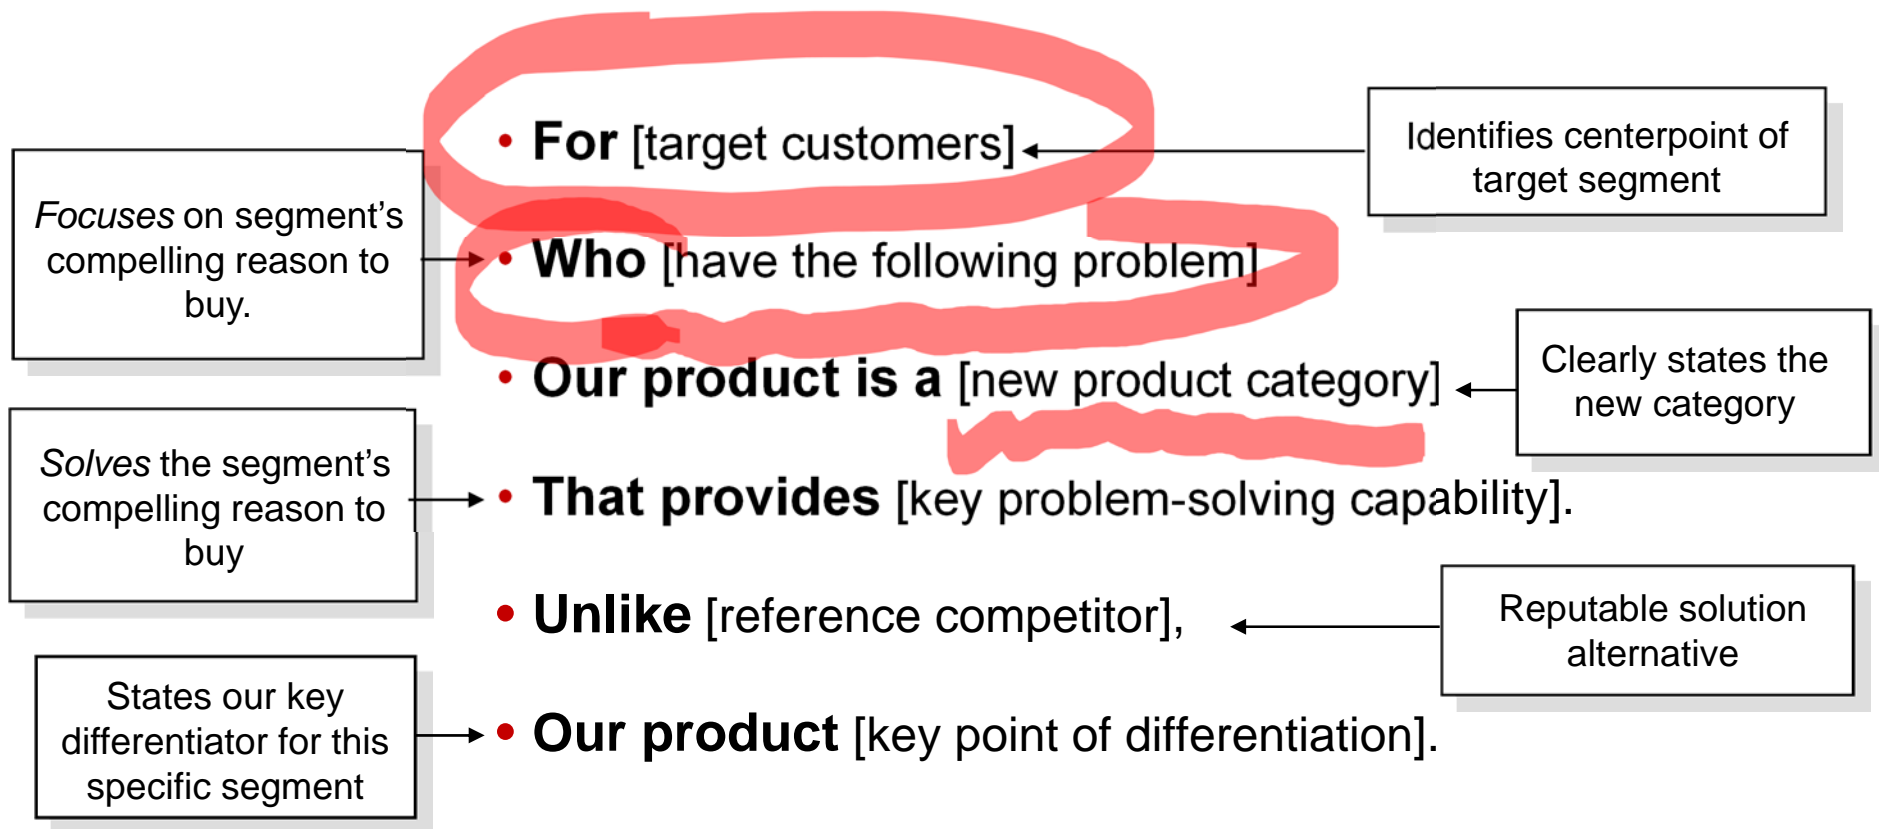 • For [target customers]
Identifies centerpoint of
target segment
Focuses on segment's
compelling reason to
buy.
• Who [have the following problem]
• Our product is a [new product category]
Clearly states the
new category
Solves the segment's
compelling reason to
buy
• That provides [key problem-solving capability].
• Unlike [reference competitor],
Reputable solution
alternative
States our key
differentiator for this
specific segment
• Our product [key point of differentiation].